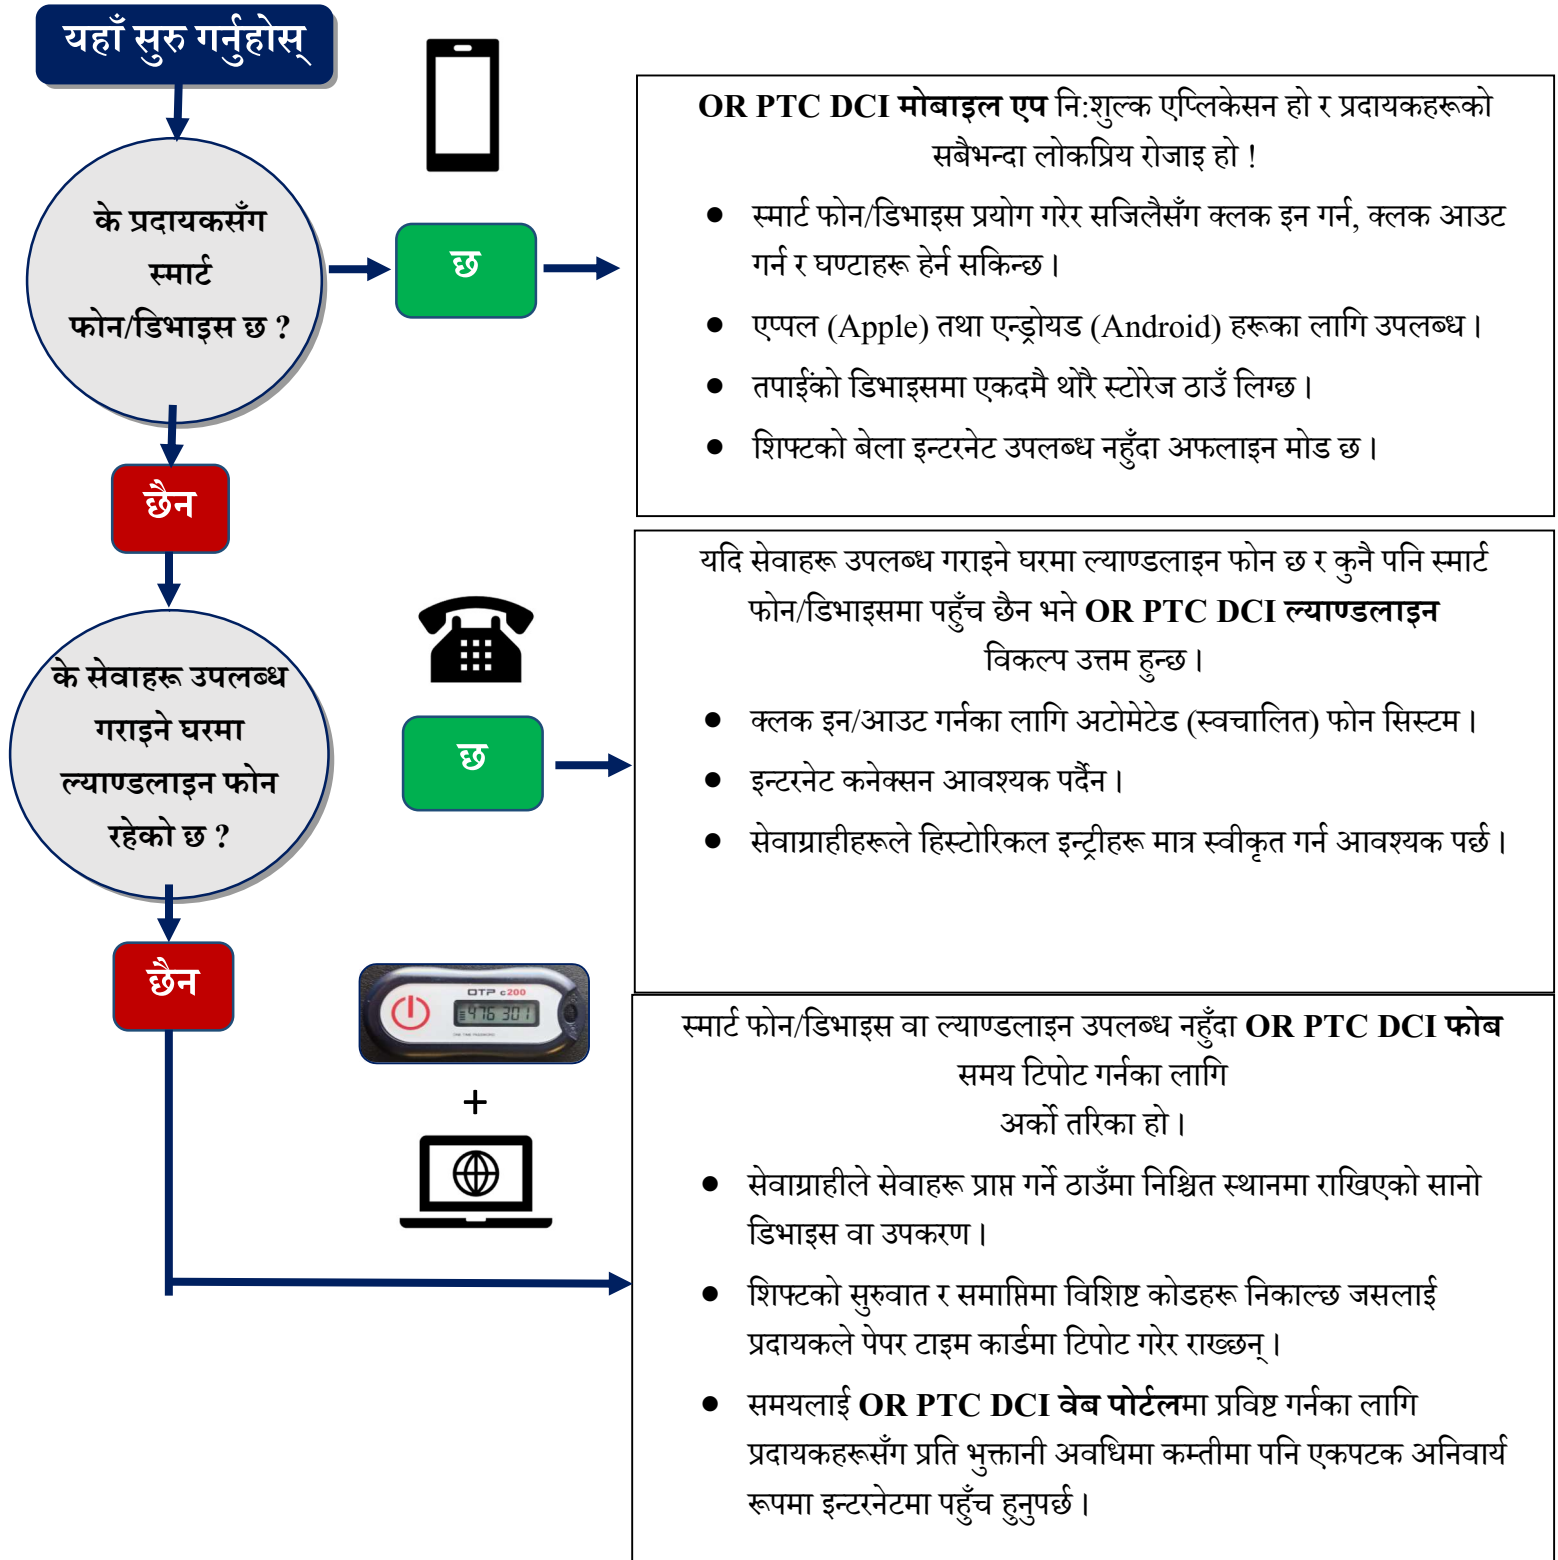 यहाँ सुरु गर्नुहोस्
के प्रदायकसँग
स्मार्ट
फोन/डिभाइस छ ?
छ
OR PTC DCI मोबाइल एप नि:शुल्क एप्लिकेसन हो र प्रदायकहरूको
सबैभन्दा लोकप्रिय रोजाइ हो !
● स्मार्ट फोन/डिभाइस प्रयोग गरेर सजिलैसँग क्लक इन गर्न, क्लक आउट
गर्न र घण्टाहरू हेर्न सकिन्छ।
● एप्पल (Apple) तथा एन्ड्रोयड (Android) हरूका लागि उपलब्ध।
● तपाईंको डिभाइसमा एकदमै थोरै स्टोरेज ठाउँ लिग्छ।
● शिफ्टको बेला इन्टरनेट उपलब्ध नहुँदा अफलाइन मोड छ।
छैन
के सेवाहरू उपलब्ध
गराइने घरमा
ल्याण्डलाइन फोन
रहेको छ ?
छ
यदि सेवाहरू उपलब्ध गराइने घरमा ल्याण्डलाइन फोन छ र कुनै पनि स्मार्ट
फोन/डिभाइसमा पहुँच छैन भने OR PTC DCI ल्याण्डलाइन
विकल्प उत्तम हुन्छ।
● क्लक इन/आउट गर्नका लागि अटोमेटेड (स्वचालित) फोन सिस्टम।
● इन्टरनेट कनेक्सन आवश्यक पर्दैन।
● सेवाग्राहीहरूले हिस्टोरिकल इन्ट्रीहरू मात्र स्वीकृत गर्न आवश्यक पर्छ।
छैन
OTP c200
476 301
+
स्मार्ट फोन/डिभाइस वा ल्याण्डलाइन उपलब्ध नहुँदा OR PTC DCI फोब
समय टिपोट गर्नका लागि
अर्को तरिका हो।
● सेवाग्राहीले सेवाहरू प्राप्त गर्ने ठाउँमा निश्चित स्थानमा राखिएको सानो
डिभाइस वा उपकरण।
● शिफ्टको सुरुवात र समाप्तिमा विशिष्ट कोडहरू निकाल्छ जसलाई
प्रदायकले पेपर टाइम कार्डमा टिपोट गरेर राख्छन्।
● समयलाई OR PTC DCI वेब पोर्टलमा प्रविष्ट गर्नका लागि
प्रदायकहरूसँग प्रति भुक्तानी अवधिमा कम्तीमा पनि एकपटक अनिवार्य
रूपमा इन्टरनेटमा पहुँच हुनुपर्छ।